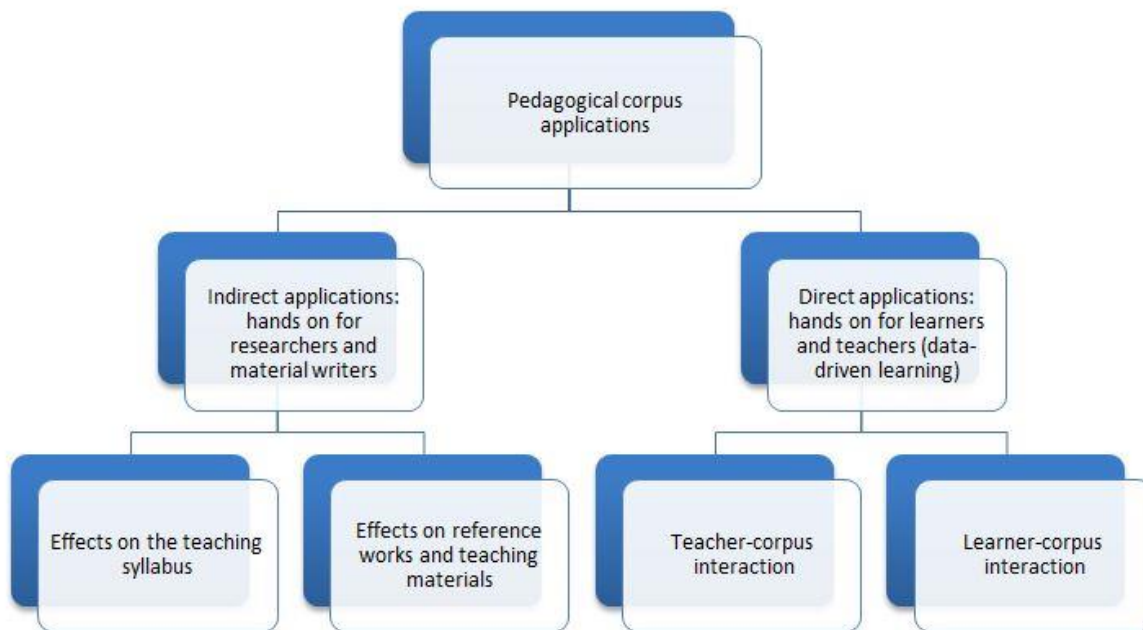 Pedagogical corpus
applications
Indirect applications:
hands on for
researchers and
material writers
Direct applications:
hands on for learners
and teachers (data-
driven learning)
Effects on the teaching
syllabus
Effects on reference
works and teaching
materials
Teacher-corpus
interaction
Learner-corpus
interaction